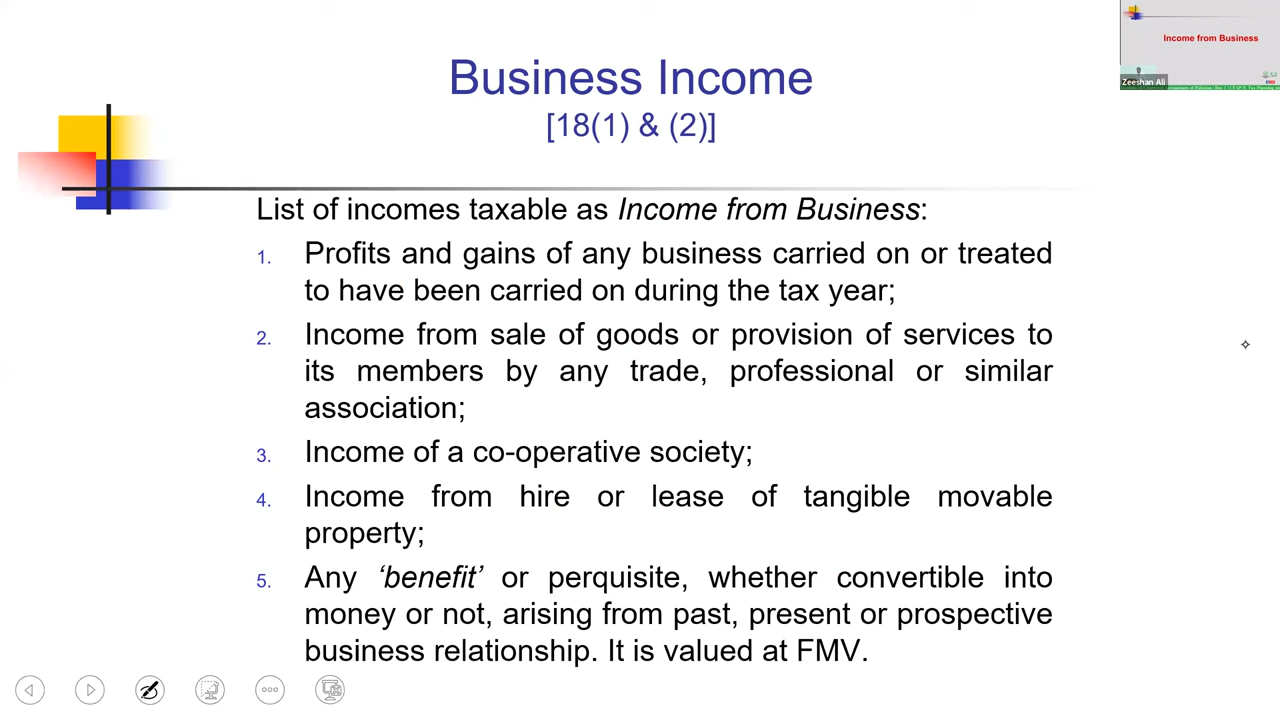 Business Income
[18(1) & (2)]
Income from Business
Zeeshan Ali
List of incomes taxable as Income from Business:
1. Profits and gains of any business carried on or treated
to have been carried on during the tax year;
2. Income from sale of goods or provision of services to
its members by any trade, professional or similar
association;
3. Income of a co-operative society;
4. Income from hire or lease of tangible movable
property;
5. Any ‘benefit’ or perquisite, whether convertible into
money or not, arising from past, present or prospective
business relationship. It is valued at FMV.